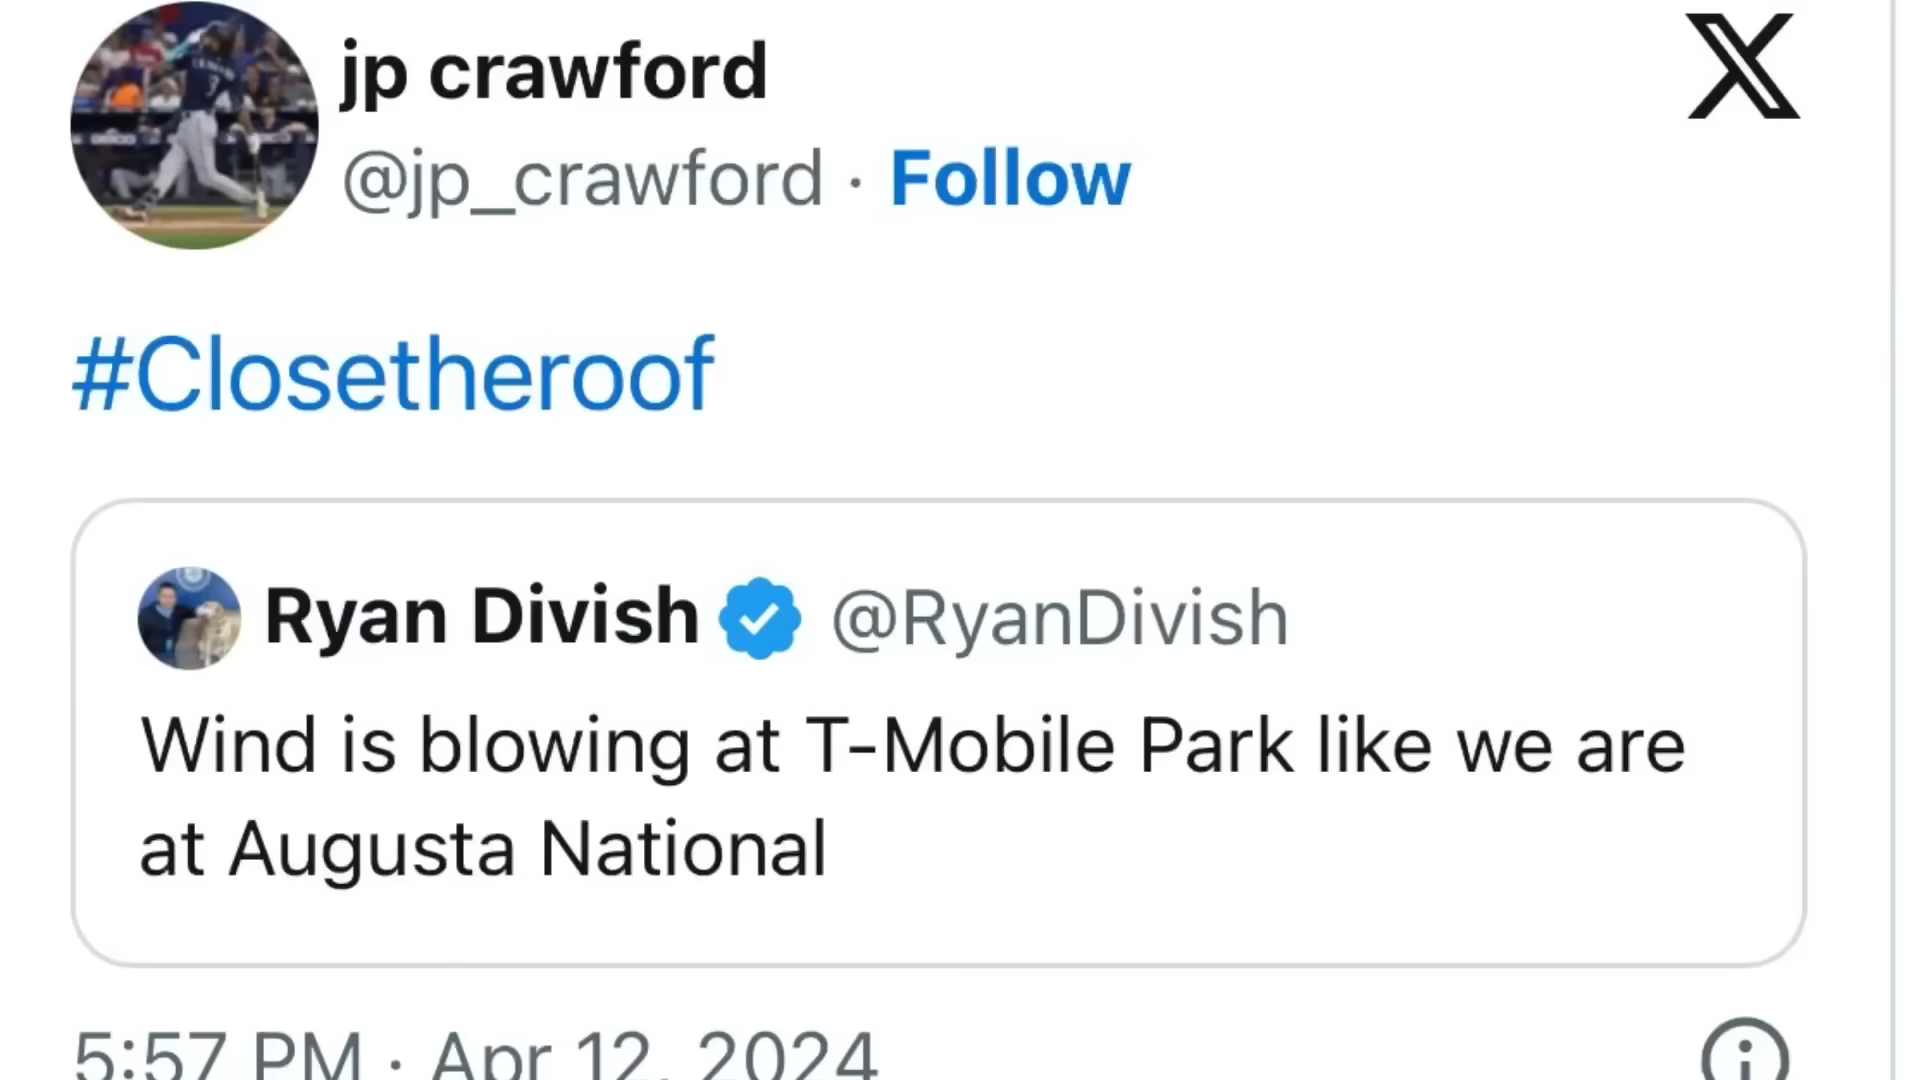 jp crawford
@jp_crawford · Follow
#Closetheroof
Ryan Divish @RyanDivish
Wind is blowing at T-Mobile Park like we are
at Augusta National
5:57 PM · Apr 12, 2024